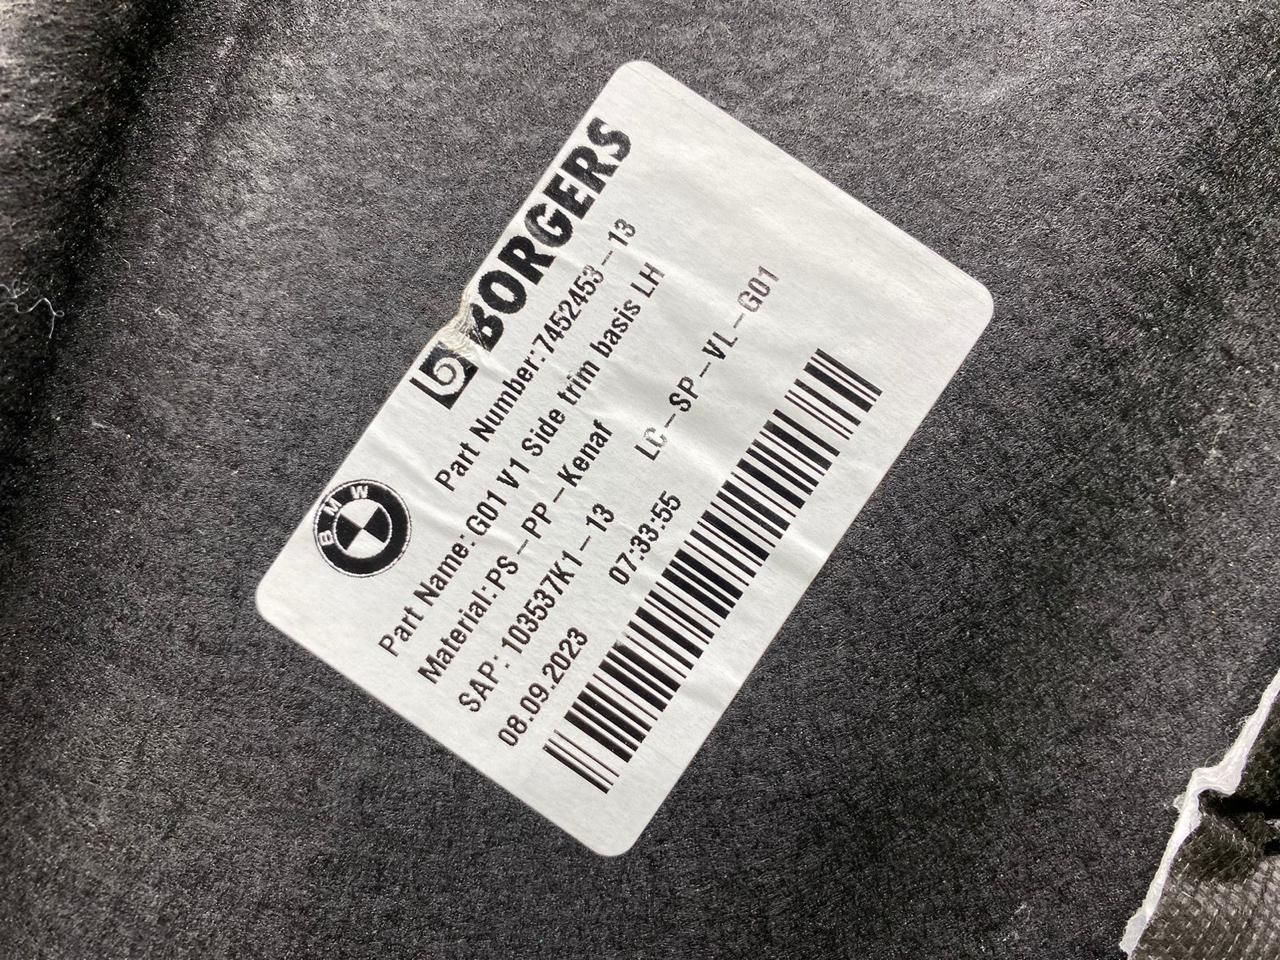 BMW
BORGERS
Part Number:7452453-13
Part Name: G01 V1 Side trim basis LH
Material:PS-PP-Kenaf
SAP: 103537K1-13 LC-SP-VL-G01
08.09.2023 07:33:55